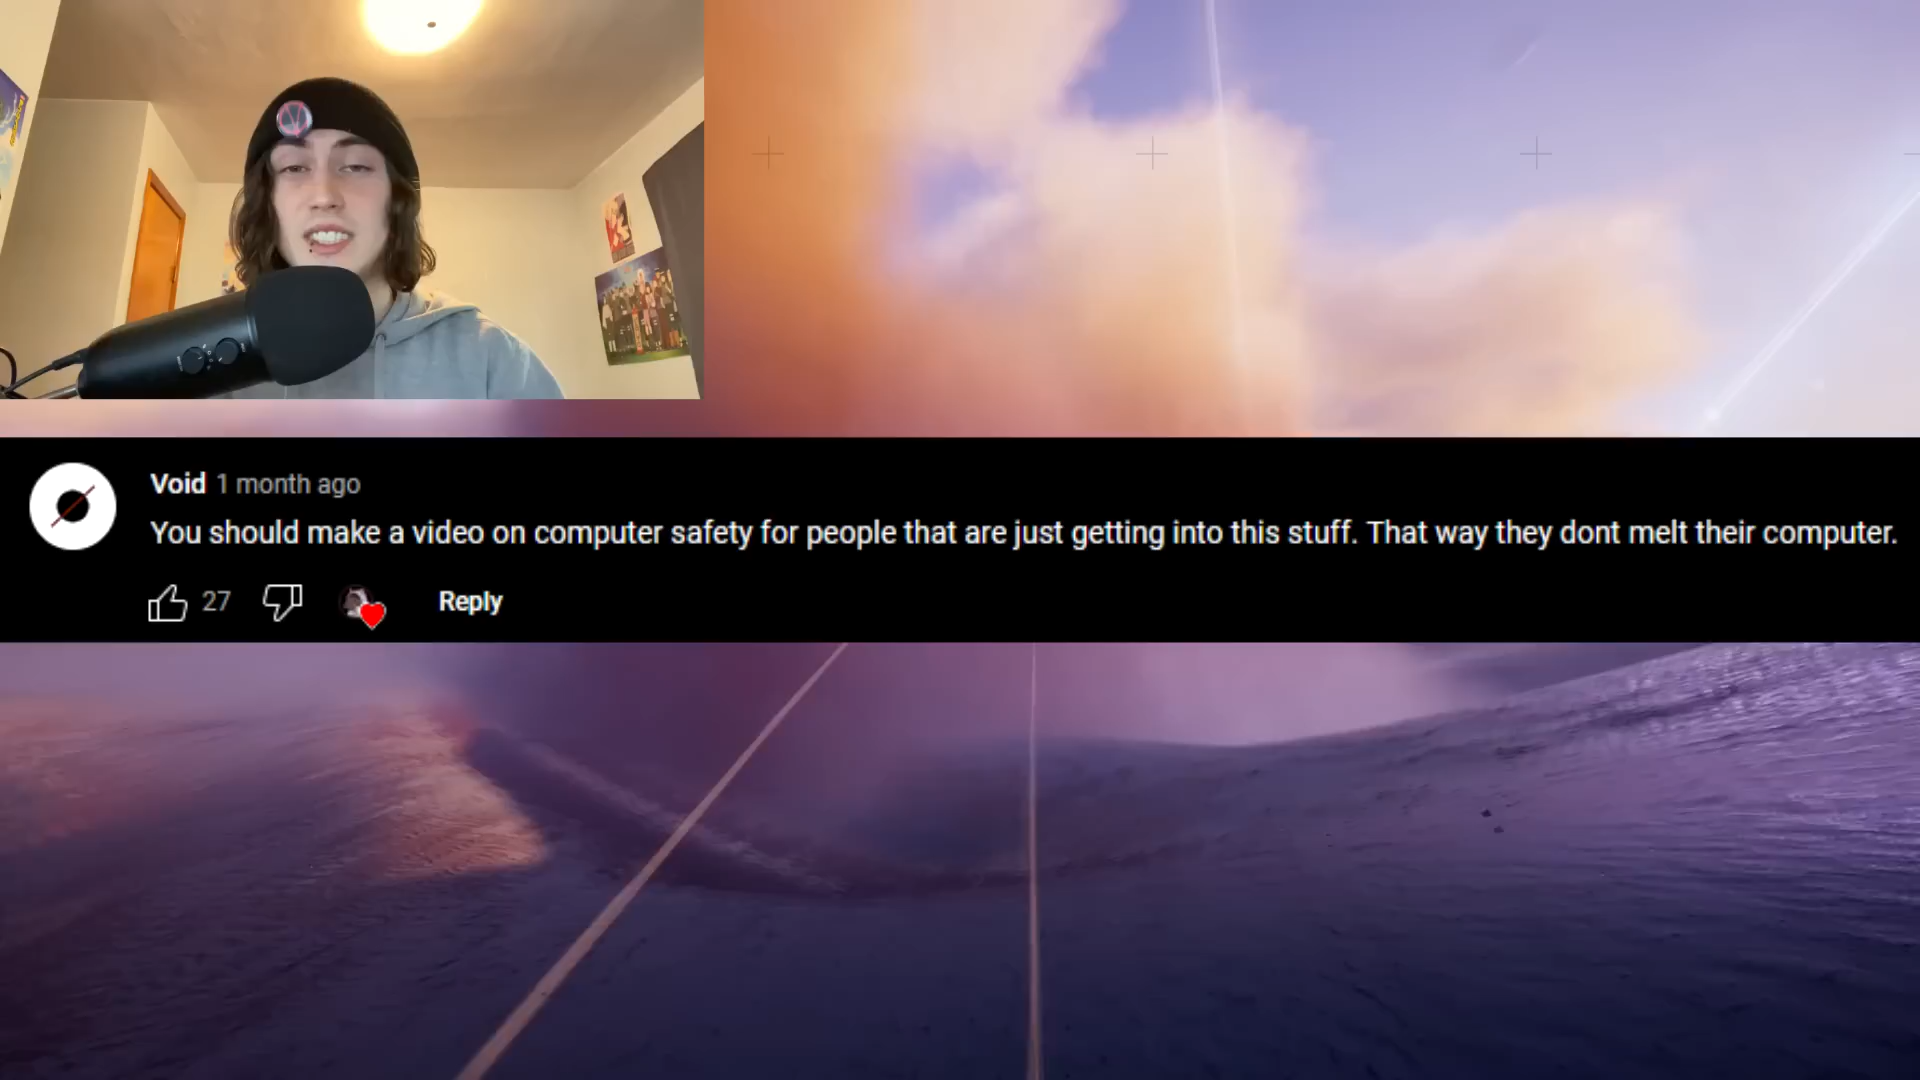 Void 1 month ago
You should make a video on computer safety for people that are just getting into this stuff. That way they dont melt their computer.
27 Reply